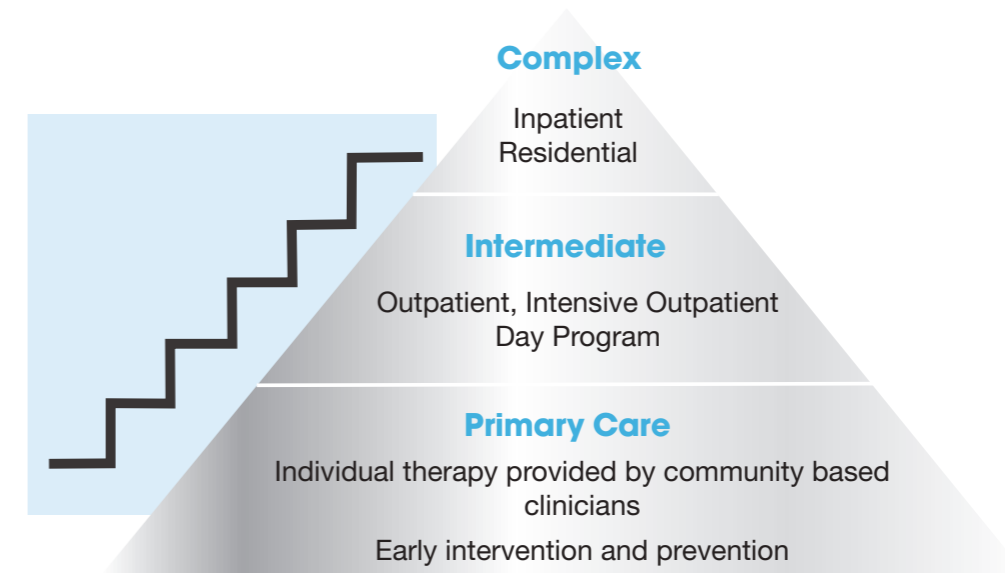 Complex
Inpatient
Residential
Intermediate
Outpatient, Intensive Outpatient
Day Program
Primary Care
Individual therapy provided by community based
clinicians
Early intervention and prevention